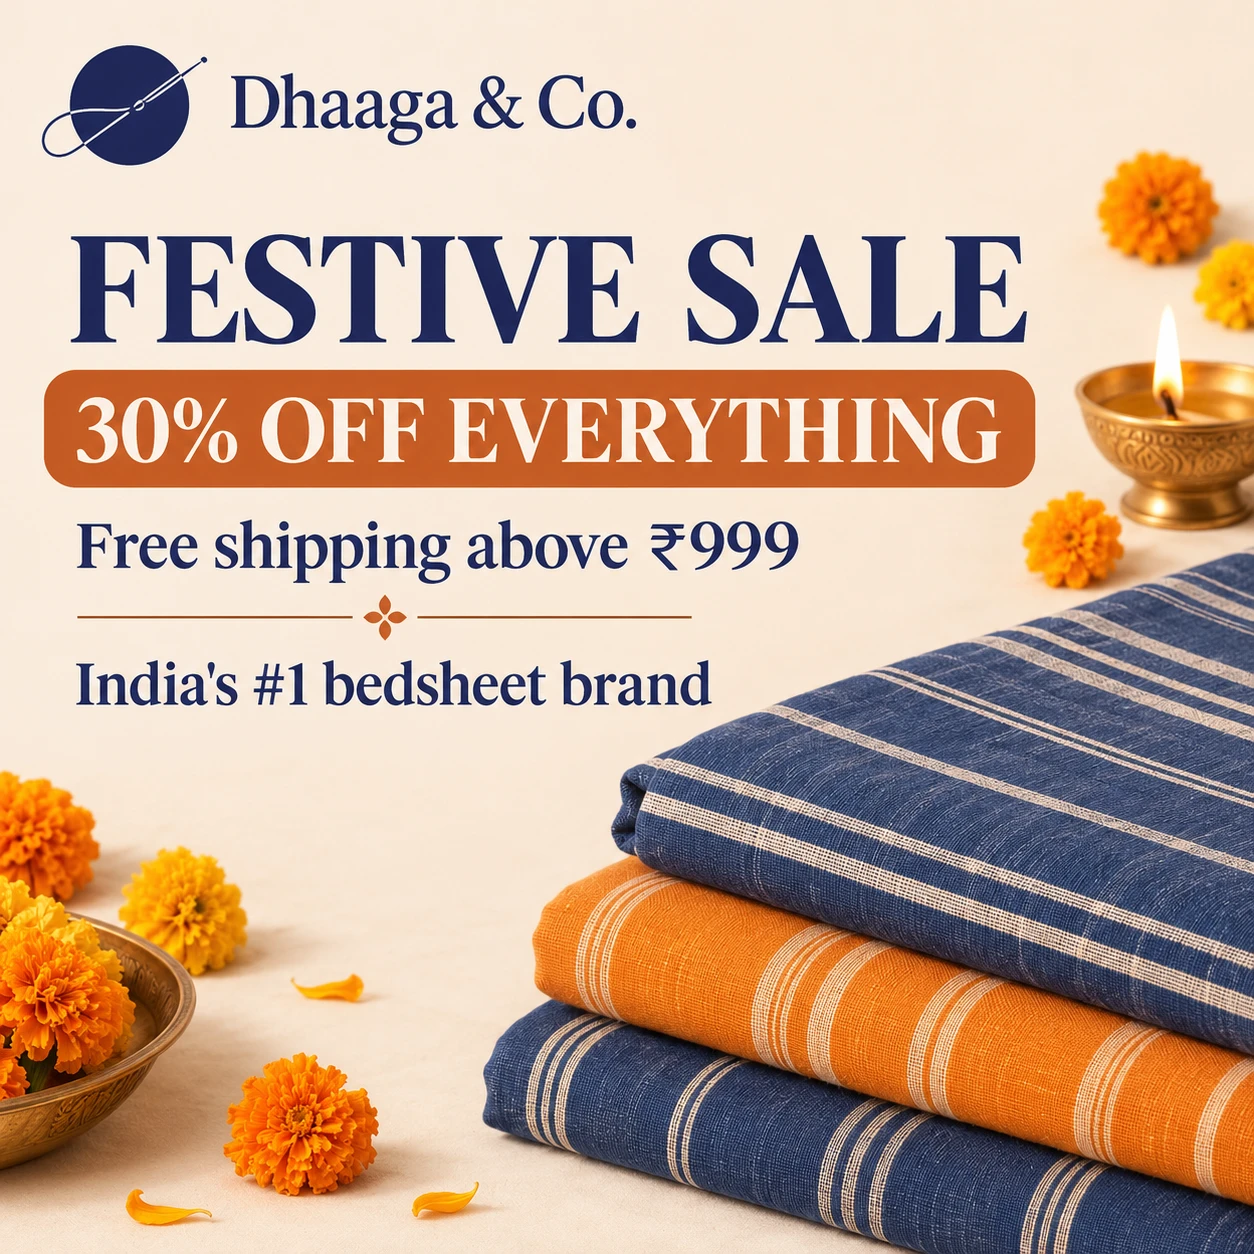 Dhaaga & Co.
FESTIVE SALE
30% OFF EVERYTHING
Free shipping above ₹999
India's #1 bedsheet brand